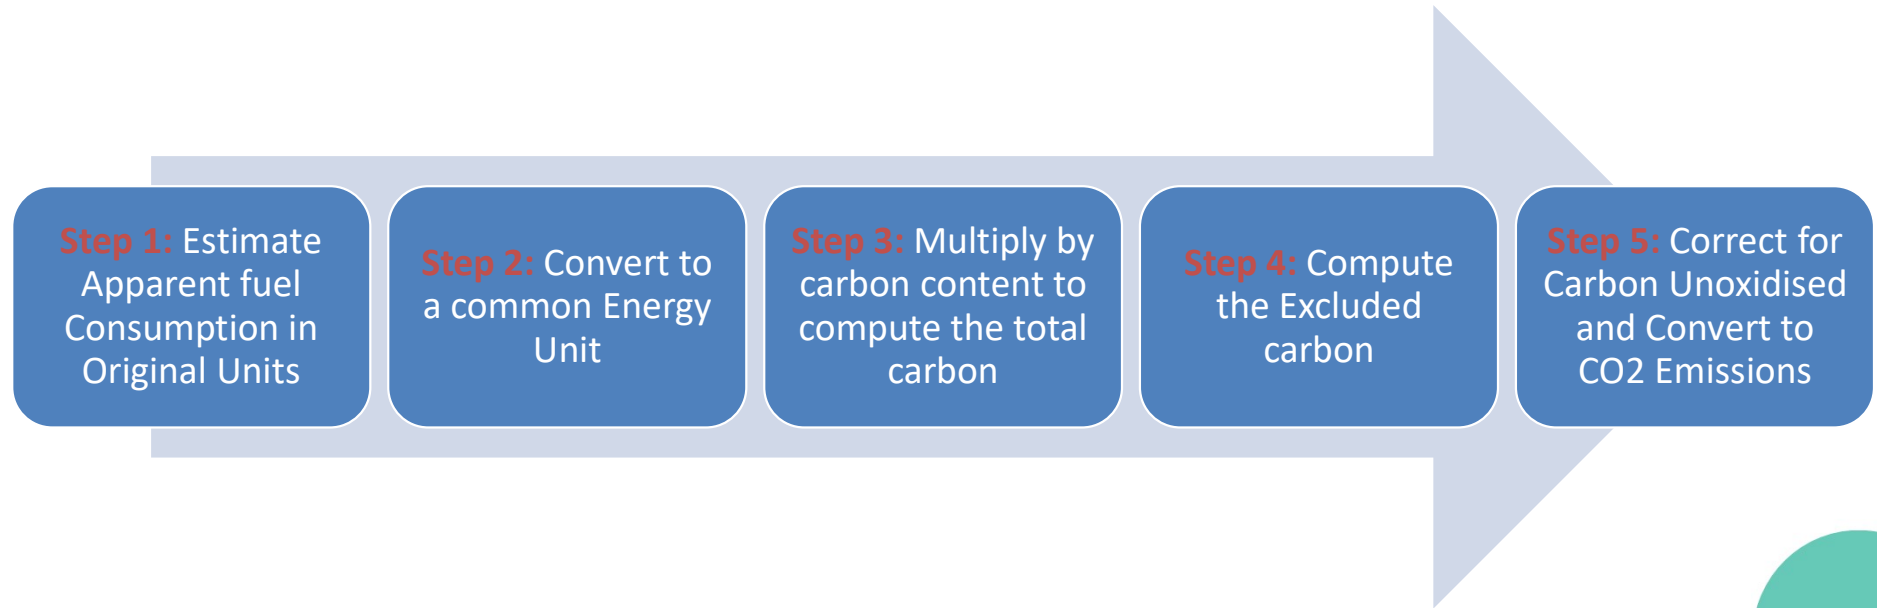 Step 1: Estimate
Apparent fuel
Consumption in
Original Units
Step 2: Convert to
a common Energy
Unit
Step 3: Multiply by
carbon content to
compute the total
carbon
Step 4: Compute
the Excluded
carbon
Step 5: Correct for
Carbon Unoxidised
and Convert to
CO2 Emissions